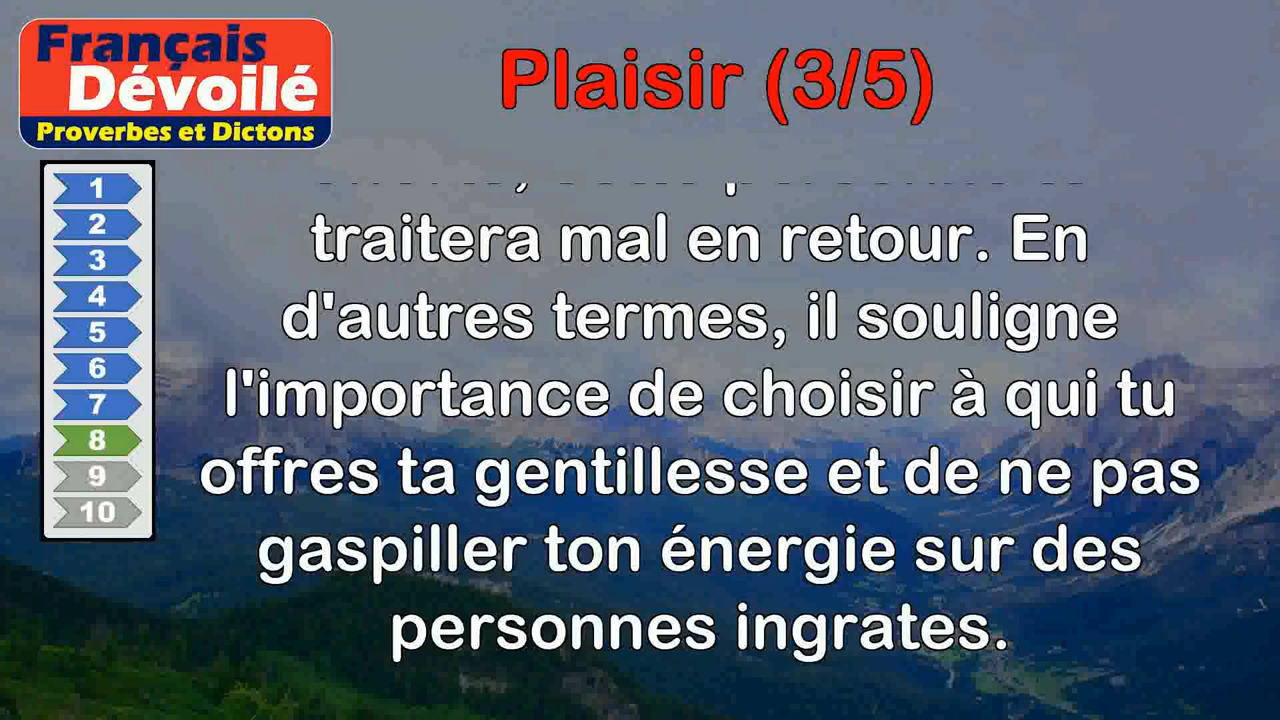 Français
Dévoilé
Proverbes et Dictons
Plaisir (3/5)
1
2
3
4
5
6
7
8
9
10
traitera mal en retour. En
d'autres termes, il souligne
l'importance de choisir à qui tu
offres ta gentillesse et de ne pas
gaspiller ton énergie sur des
personnes ingrates.